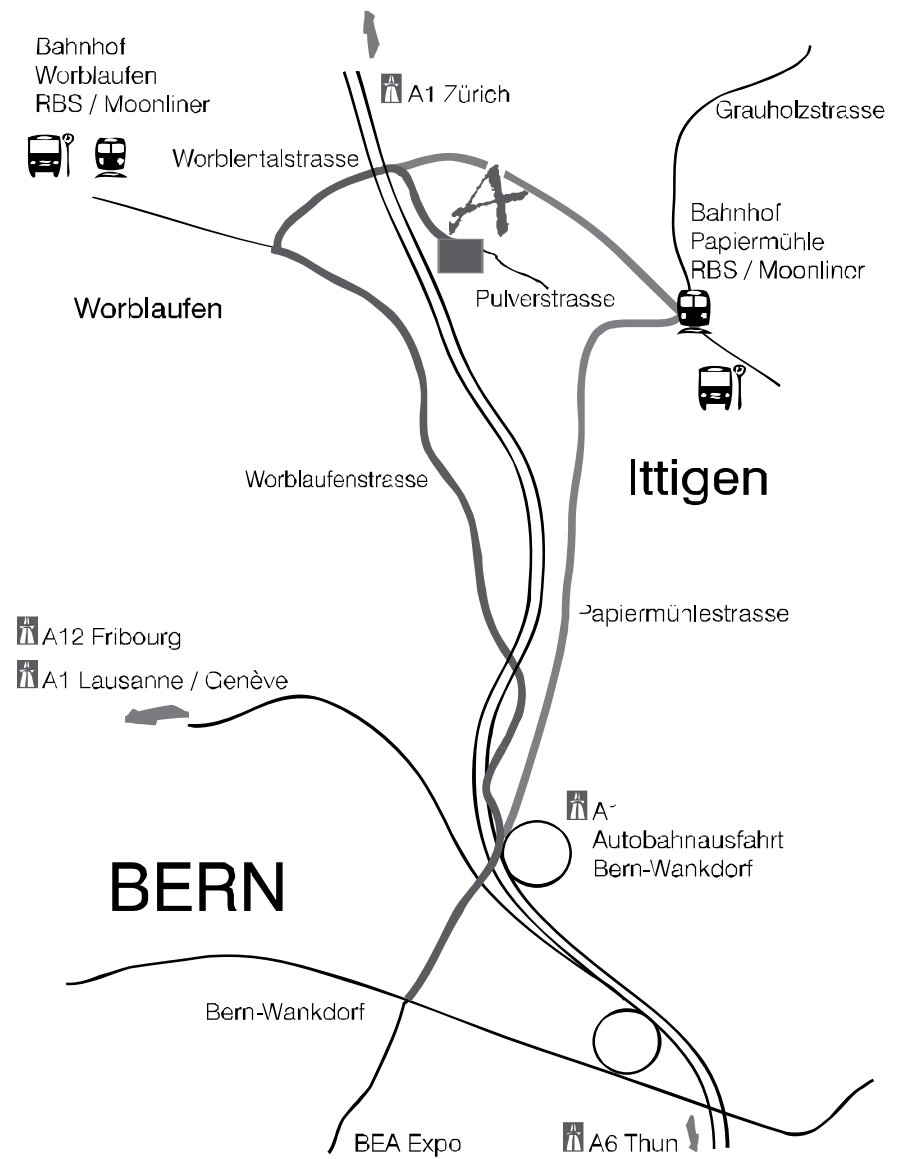 Bahnhof
Worblaufen
RBS / Moonliner
A1 Zürich
Grauholzstrasse
Worblentalstrasse
Bahnhof
Papiermühle
RBS / Moonliner
Pulverstrasse
Worblaufen
Ittigen
Worblaufenstrasse
Papiermühlestrasse
A12 Fribourg
A1 Lausanne / Genève
Autobahnausfahrt
Bern-Wankdorf
BERN
Bern-Wankdorf
BEA Expo
A6 Thun